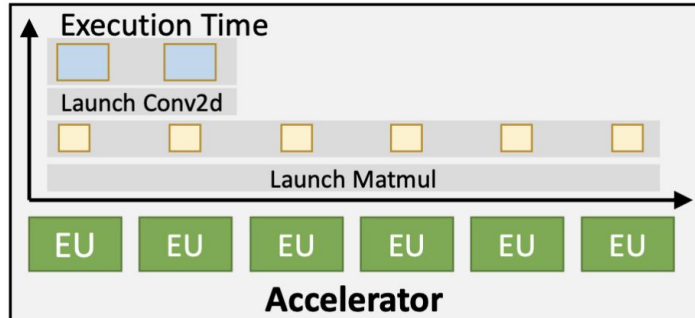 Execution Time
Launch Conv2d
Launch Matmul
EU EU EU EU EU EU
Accelerator